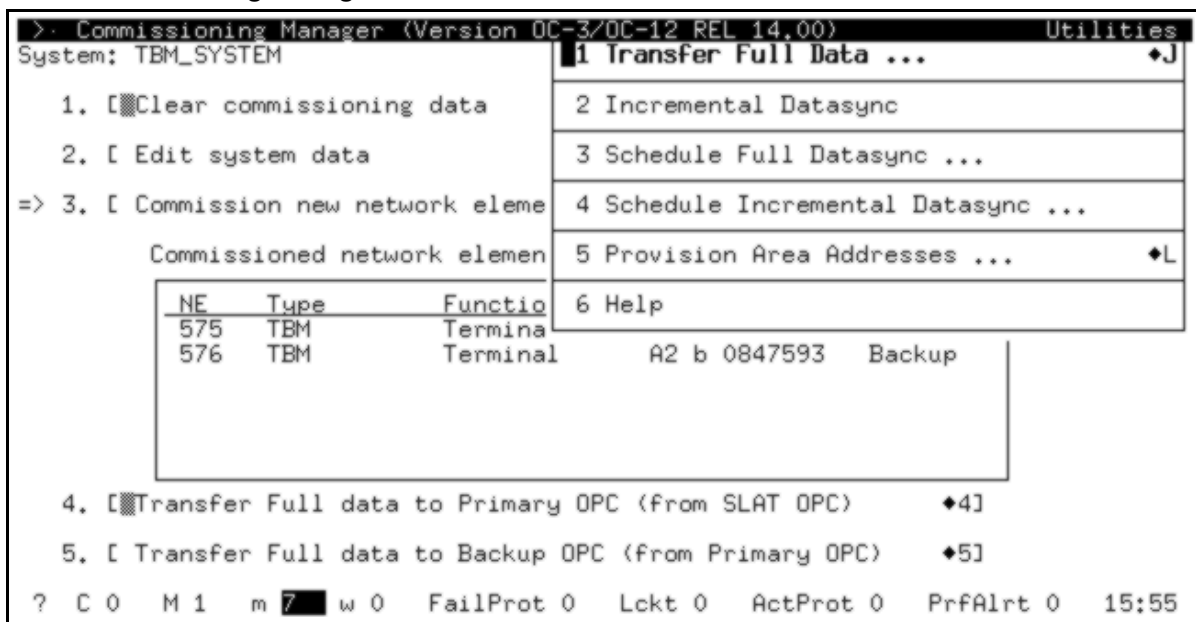 >· Commissioning Manager (Version OC-3/OC-12 REL 14.00) Utilities
System: TBM_SYSTEM
1 Transfer Full Data ... ◆J
1. [▒Clear commissioning data
2 Incremental Datasync
2. [ Edit system data
3 Schedule Full Datasync ...
=> 3. [ Commission new network eleme
4 Schedule Incremental Datasync ...
Commissioned network elemen
5 Provision Area Addresses ... ◆L
NE Type Functio
6 Help
575 TBM Termina
576 TBM Terminal A2 b 0847593 Backup
4. [▒Transfer Full data to Primary OPC (from SLAT OPC) ◆4]
5. [ Transfer Full data to Backup OPC (from Primary OPC) ◆5]
? C 0 M 1 m 7 w 0 FailProt 0 Lckt 0 ActProt 0 PrfAlrt 0 15:55